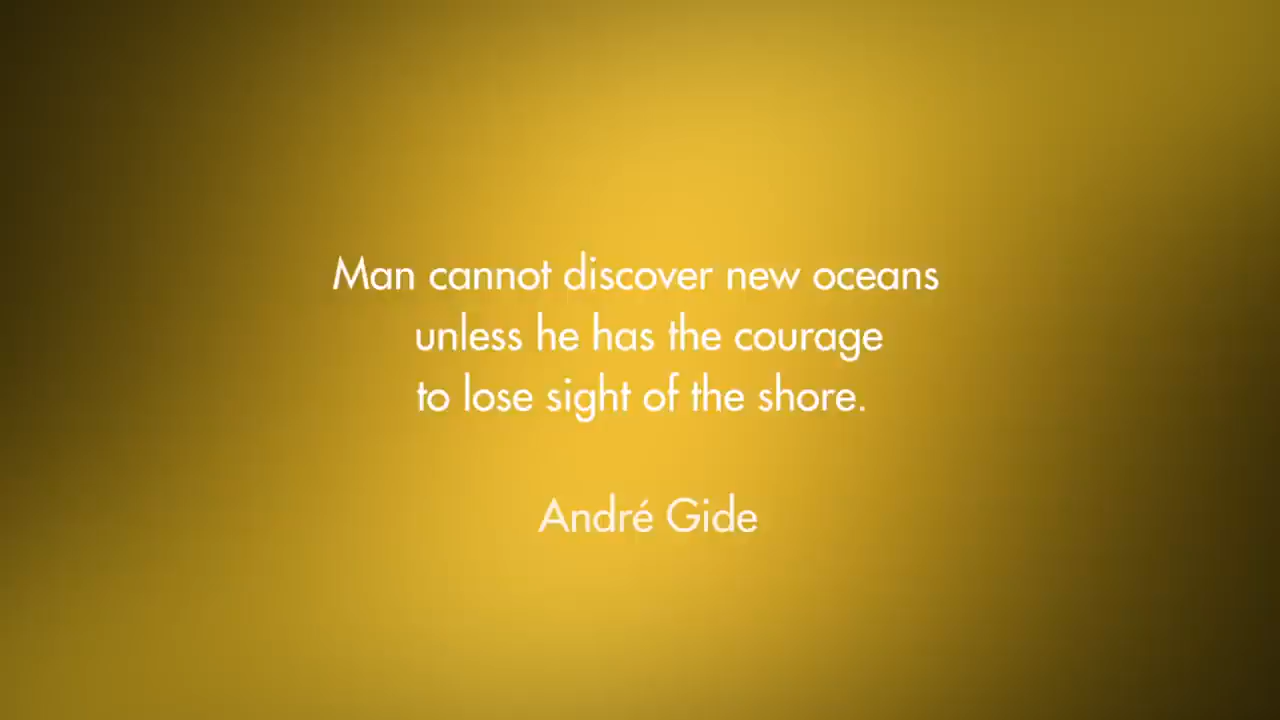 Man cannot discover new oceans
unless he has the courage
to lose sight of the shore.
André Gide